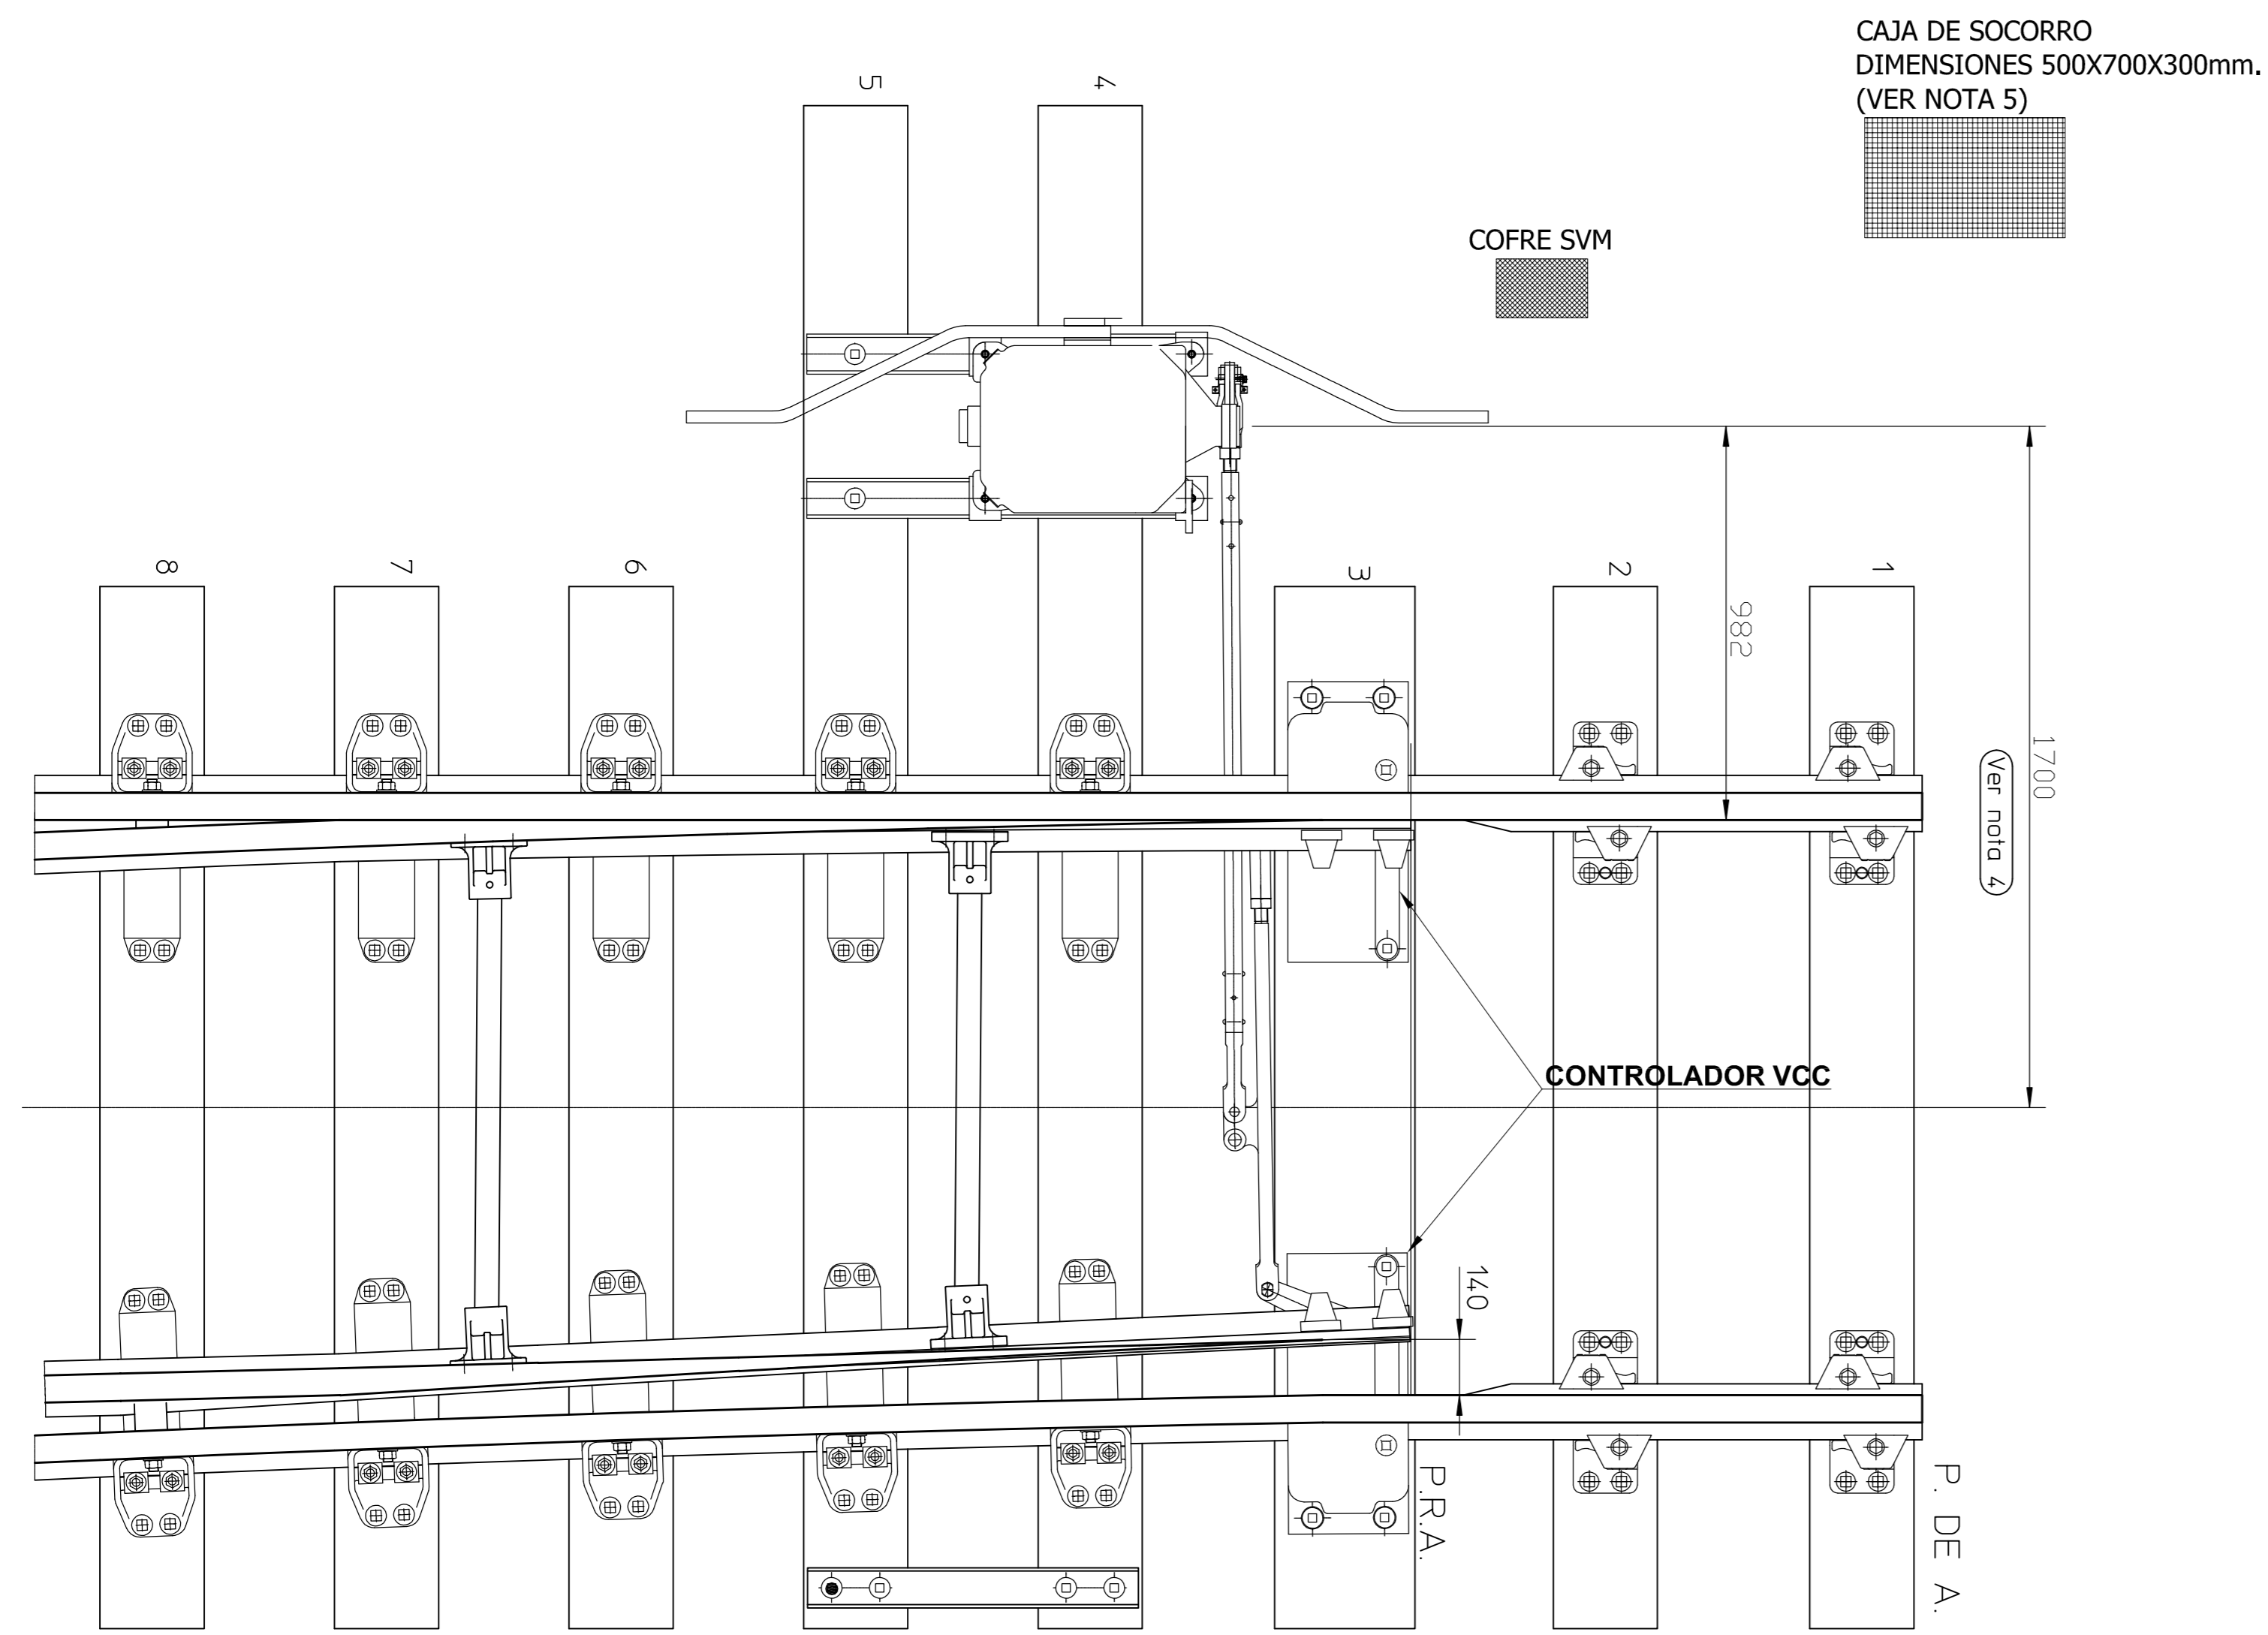 CAJA DE SOCORRO
DIMENSIONES 500X700X300mm.
(VER NOTA 5)
5
4
COFRE SVM
8
7
6
3
2
1
982
1700
Ver nota 4
CONTROLADOR VCC
140
P.R.A.
P. DE A.